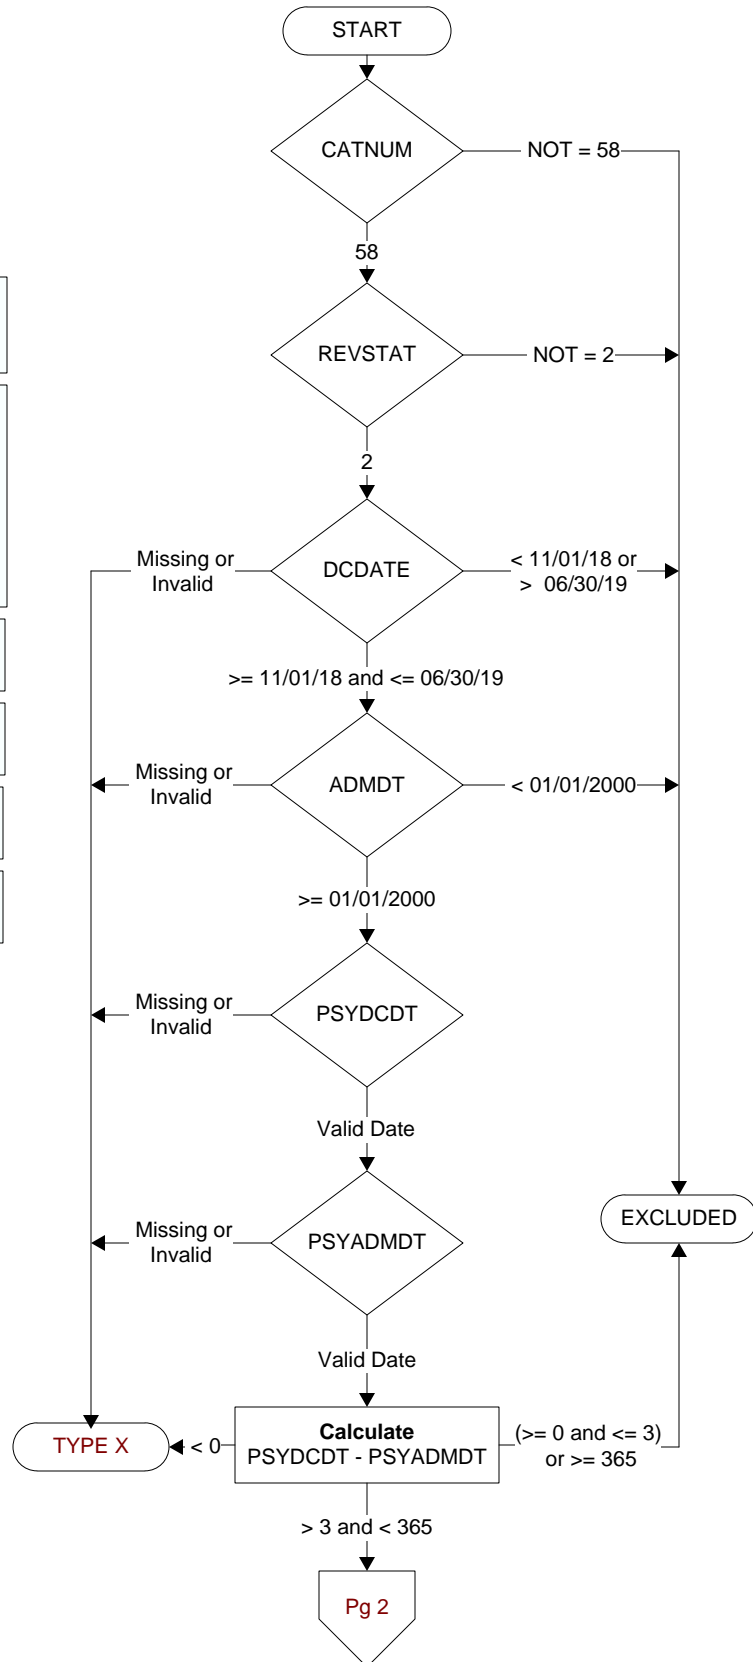 START
CATNUM
NOT = 58
58
REVSTAT
NOT = 2
2
Missing or
Invalid
DCDATE
< 11/01/18 or
> 06/30/19
>= 11/01/18 and <= 06/30/19
Missing or
Invalid
ADMDT
< 01/01/2000
>= 01/01/2000
Missing or
Invalid
PSYDCDT
Valid Date
EXCLUDED
Missing or
Invalid
PSYADMDT
Valid Date
TYPE X
< 0
Calculate
PSYDCDT - PSYADMDT
(>= 0 and <= 3)
or >= 365
> 3 and < 365
Pg 2